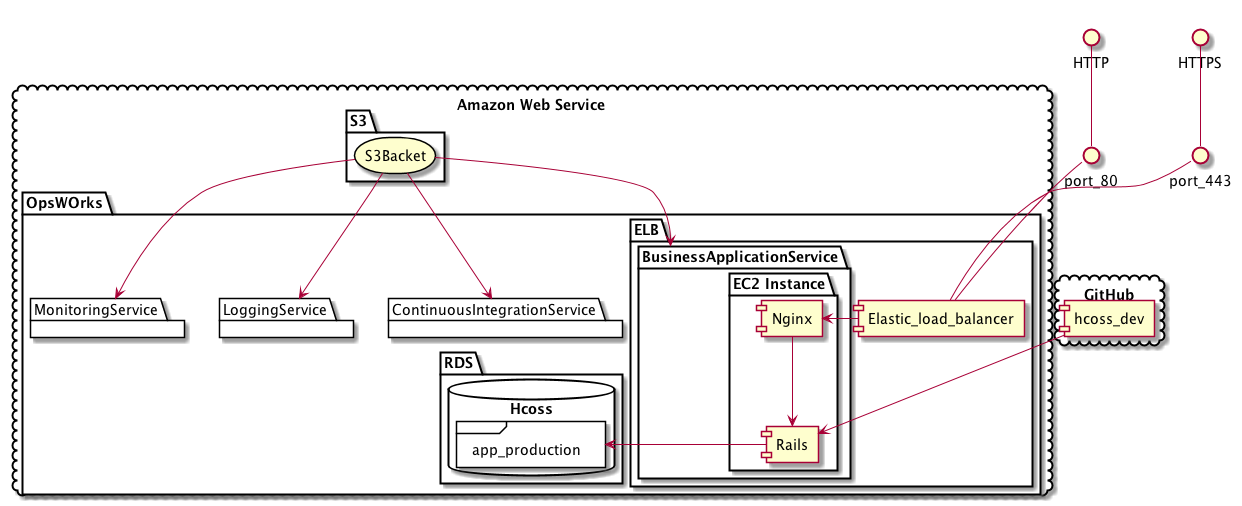 HTTP
HTTPS
Amazon Web Service
S3
S3Backet
port_80
port_443
OpsWOrks
ELB
BusinessApplicationService
EC2 Instance
GitHub
MonitoringService
LoggingService
ContinuousIntegrationService
Nginx
Elastic_load_balancer
hcoss_dev
RDS
Hcoss
app_production
Rails